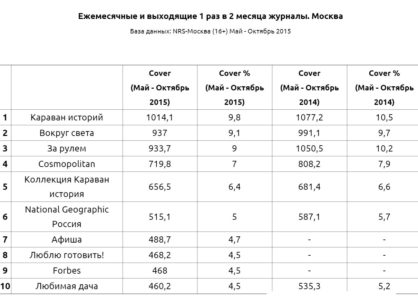 Ежемесячные и выходящие 1 раз в 2 месяца журналы. Москва
База данных: NRS-Москва (16+) Май - Октябрь 2015
Cover (Май - Октябрь 2015) Cover % (Май - Октябрь 2015) Cover (Май - Октябрь 2014) Cover % (Май - Октябрь 2014)
1 Караван историй 1014,1 9,8 1077,2 10,5
2 Вокруг света 937 9,1 991,1 9,7
3 За рулем 933,7 9 1050,5 10,2
4 Cosmopolitan 719,8 7 808,2 7,9
5 Коллекция Караван история 656,5 6,4 681,4 6,6
6 National Geographic Россия 515,1 5 587,1 5,7
7 Афиша 488,7 4,7 - -
8 Люблю готовить! 468,2 4,5 - -
9 Forbes 468 4,5 - -
10 Любимая дача 460,2 4,5 535,3 5,2